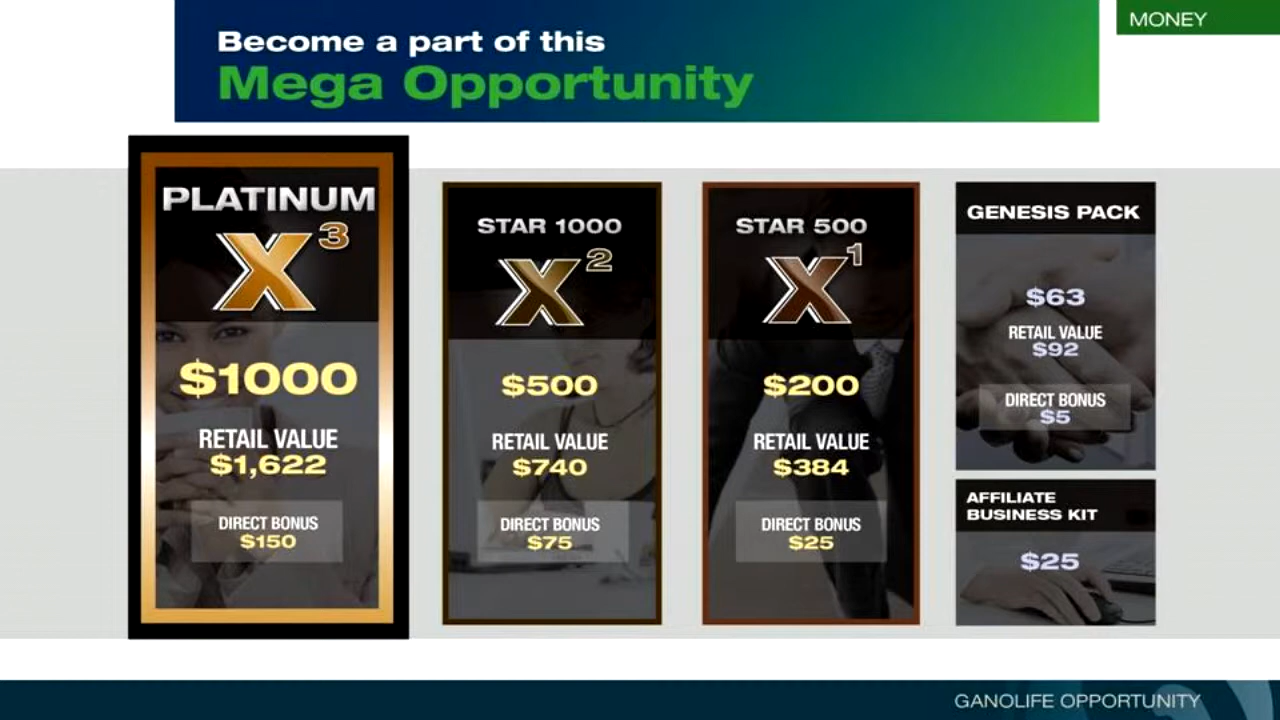 MONEY
Become a part of this
Mega Opportunity
PLATINUM
X3
$1000
RETAIL VALUE
$1,622
DIRECT BONUS
$150
STAR 1000
X2
$500
RETAIL VALUE
$740
DIRECT BONUS
$75
STAR 500
X1
$200
RETAIL VALUE
$384
DIRECT BONUS
$25
GENESIS PACK
$63
RETAIL VALUE
$92
DIRECT BONUS
$5
AFFILIATE
BUSINESS KIT
$25
GANOLIFE OPPORTUNITY